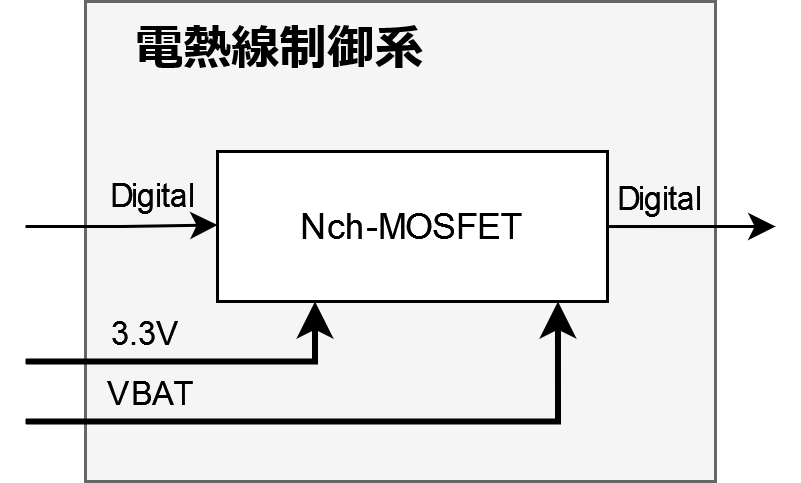 電熱線制御系
Digital
Digital
Nch-MOSFET
3.3V
VBAT